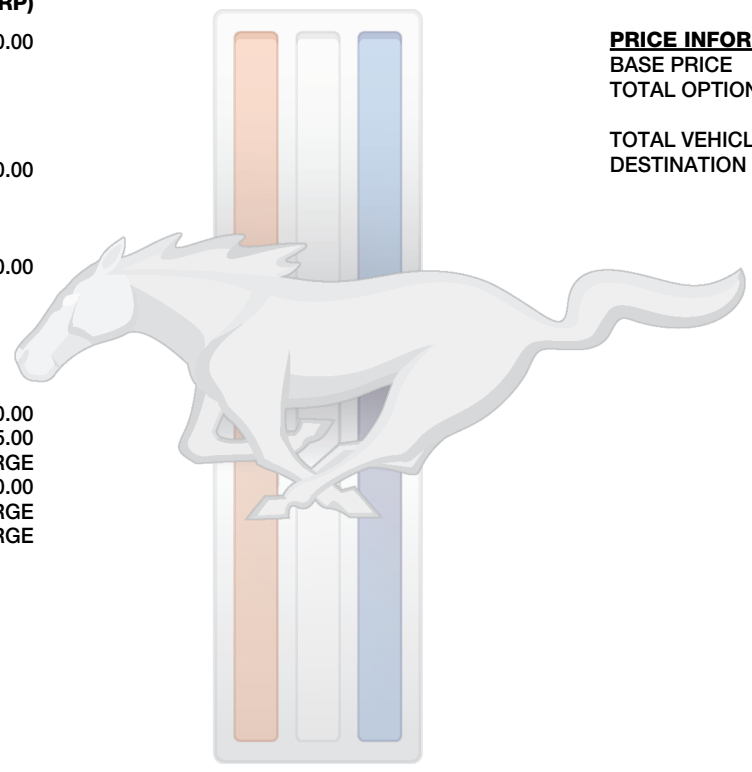 RP)
0.00
0.00
0.00
0.00
5.00
RGE
0.00
RGE
RGE
PRICE INFOR
BASE PRICE
TOTAL OPTION
TOTAL VEHICL
DESTINATION